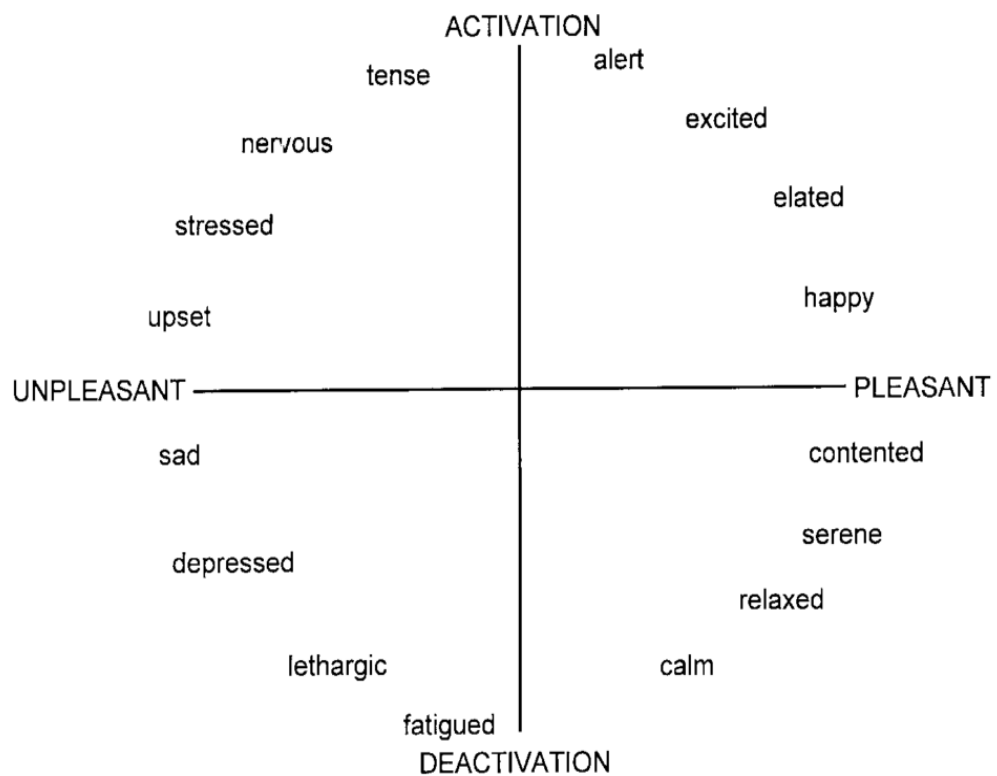 ACTIVATION
alert
tense
excited
nervous
elated
stressed
happy
upset
UNPLEASANT
PLEASANT
sad
contented
serene
depressed
relaxed
lethargic
calm
fatigued
DEACTIVATION